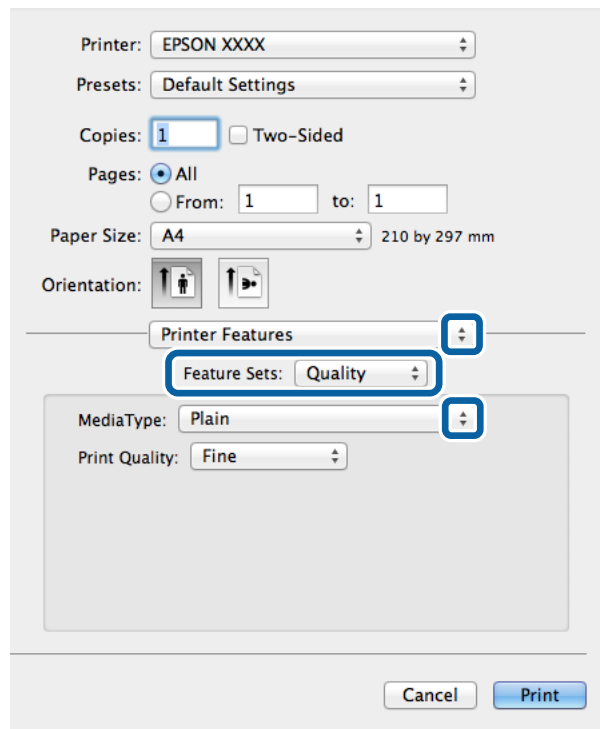 Printer: EPSON XXXX
Presets: Default Settings
Copies: 1 Two-Sided
Pages: All
From: 1 to: 1
Paper Size: A4 210 by 297 mm
Orientation:
Printer Features
Feature Sets: Quality
MediaType: Plain
Print Quality: Fine
Cancel Print